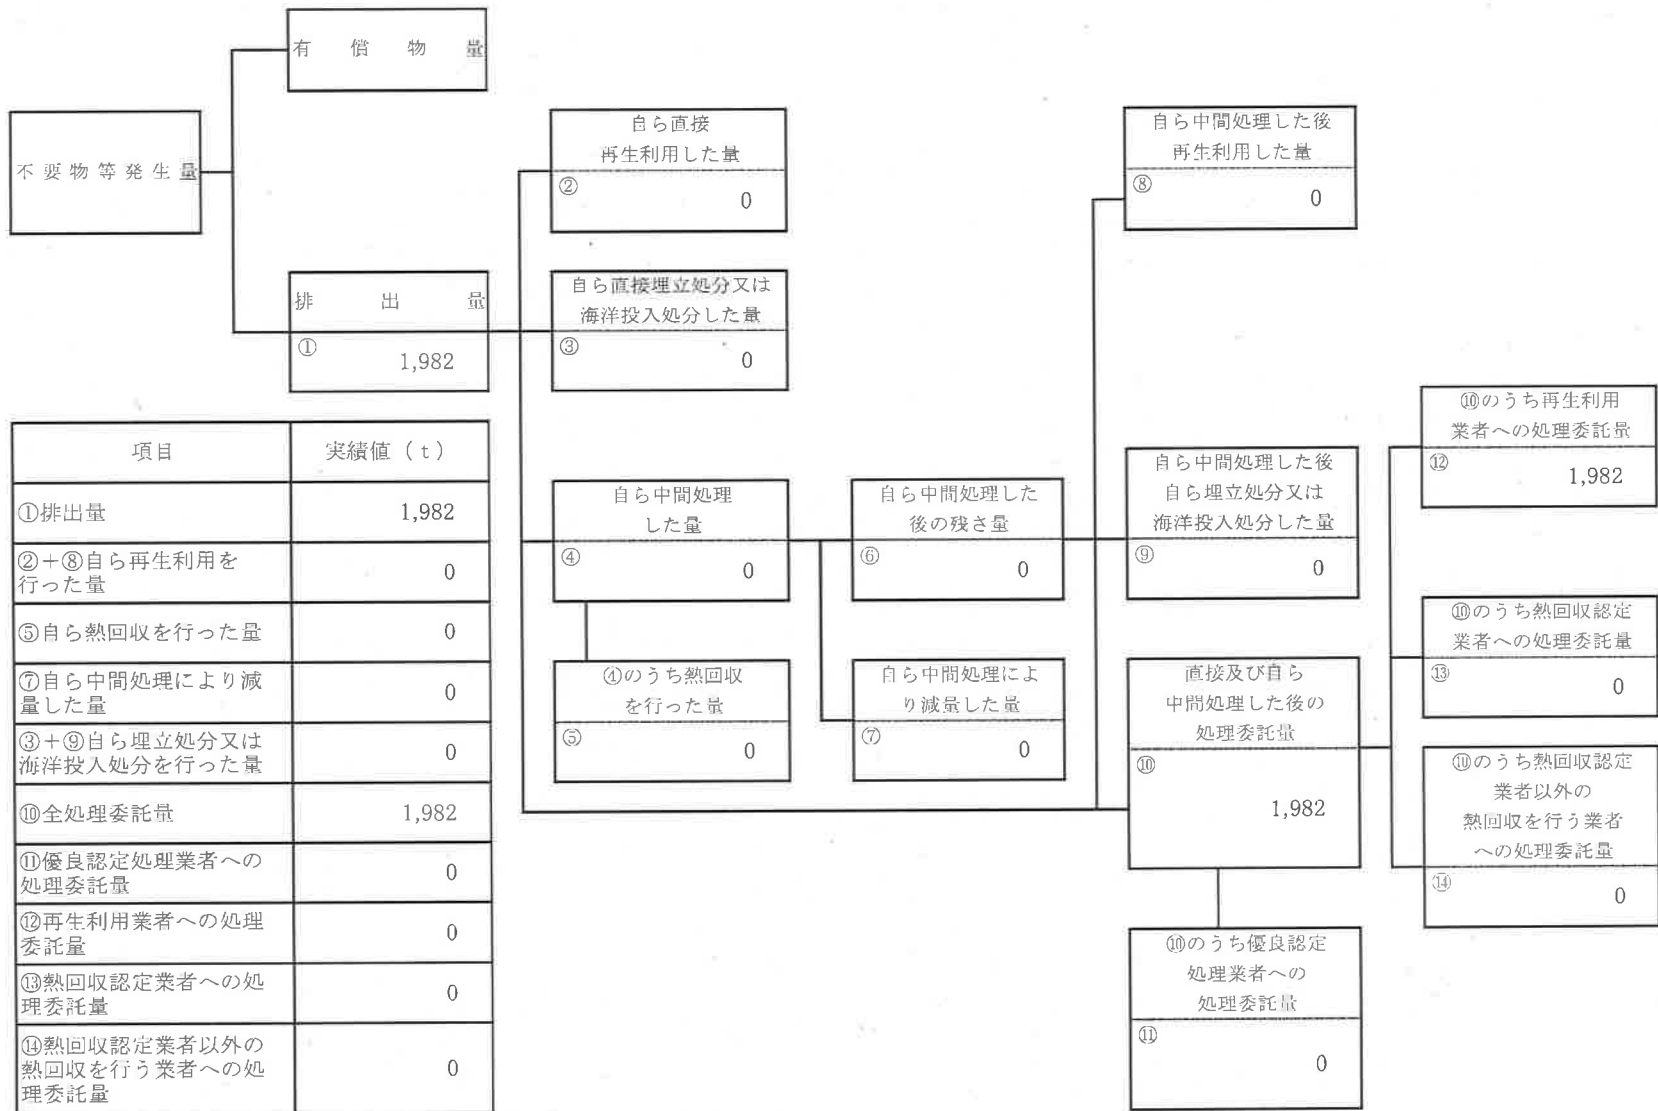 有償物量
不要物等発生量
排出量
① 1,982
自ら直接
再生利用した量
② 0
自ら直接埋立処分又は
海洋投入処分した量
③ 0
自ら中間処理
した量
④ 0
④のうち熱回収
を行った量
⑤ 0
自ら中間処理した
後の残さ量
⑥ 0
自ら中間処理によ
り減量した量
⑦ 0
自ら中間処理した後
再生利用した量
⑧ 0
自ら中間処理した後
自ら埋立処分又は
海洋投入処分した量
⑨ 0
直接及び自ら
中間処理した後の
処理委託量
⑩
1,982
⑩のうち優良認定
処理業者への
処理委託量
⑪
0
⑩のうち再生利用
業者への処理委託量
⑫ 1,982
⑩のうち熱回収認定
業者への処理委託量
⑬ 0
⑩のうち熱回収認定
業者以外の
熱回収を行う業者
への処理委託量
⑭ 0
項目 実績値(t)
①排出量 1,982
②+⑧自ら再生利用を
行った量 0
⑤自ら熱回収を行った量 0
⑦自ら中間処理により減
量した量 0
③+⑨自ら埋立処分又は
海洋投入処分を行った量 0
⑩全処理委託量 1,982
⑪優良認定処理業者への
処理委託量 0
⑫再生利用業者への処理
委託量 0
⑬熱回収認定業者への処
理委託量 0
⑭熱回収認定業者以外の
熱回収を行う業者への処
理委託量 0